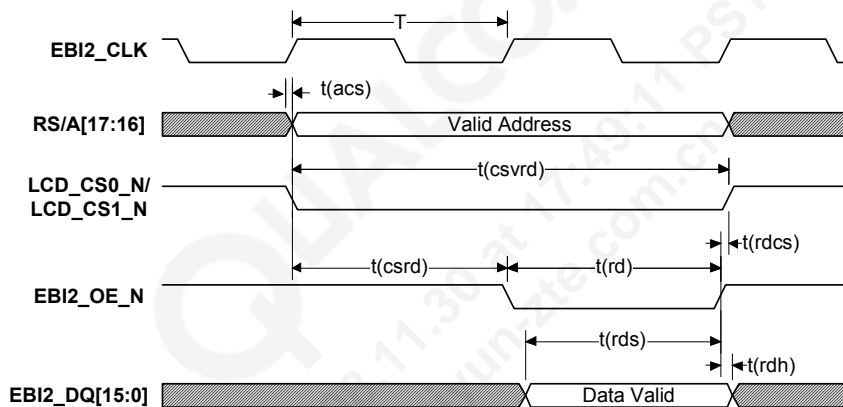 T
EBI2_CLK
t(acs)
RS/A[17:16]
Valid Address
t(csvrd)
LCD_CS0_N/
LCD_CS1_N
t(rdcs)
t(csrd)
t(rd)
EBI2_OE_N
t(rds)
t(rdh)
EBI2_DQ[15:0]
Data Valid